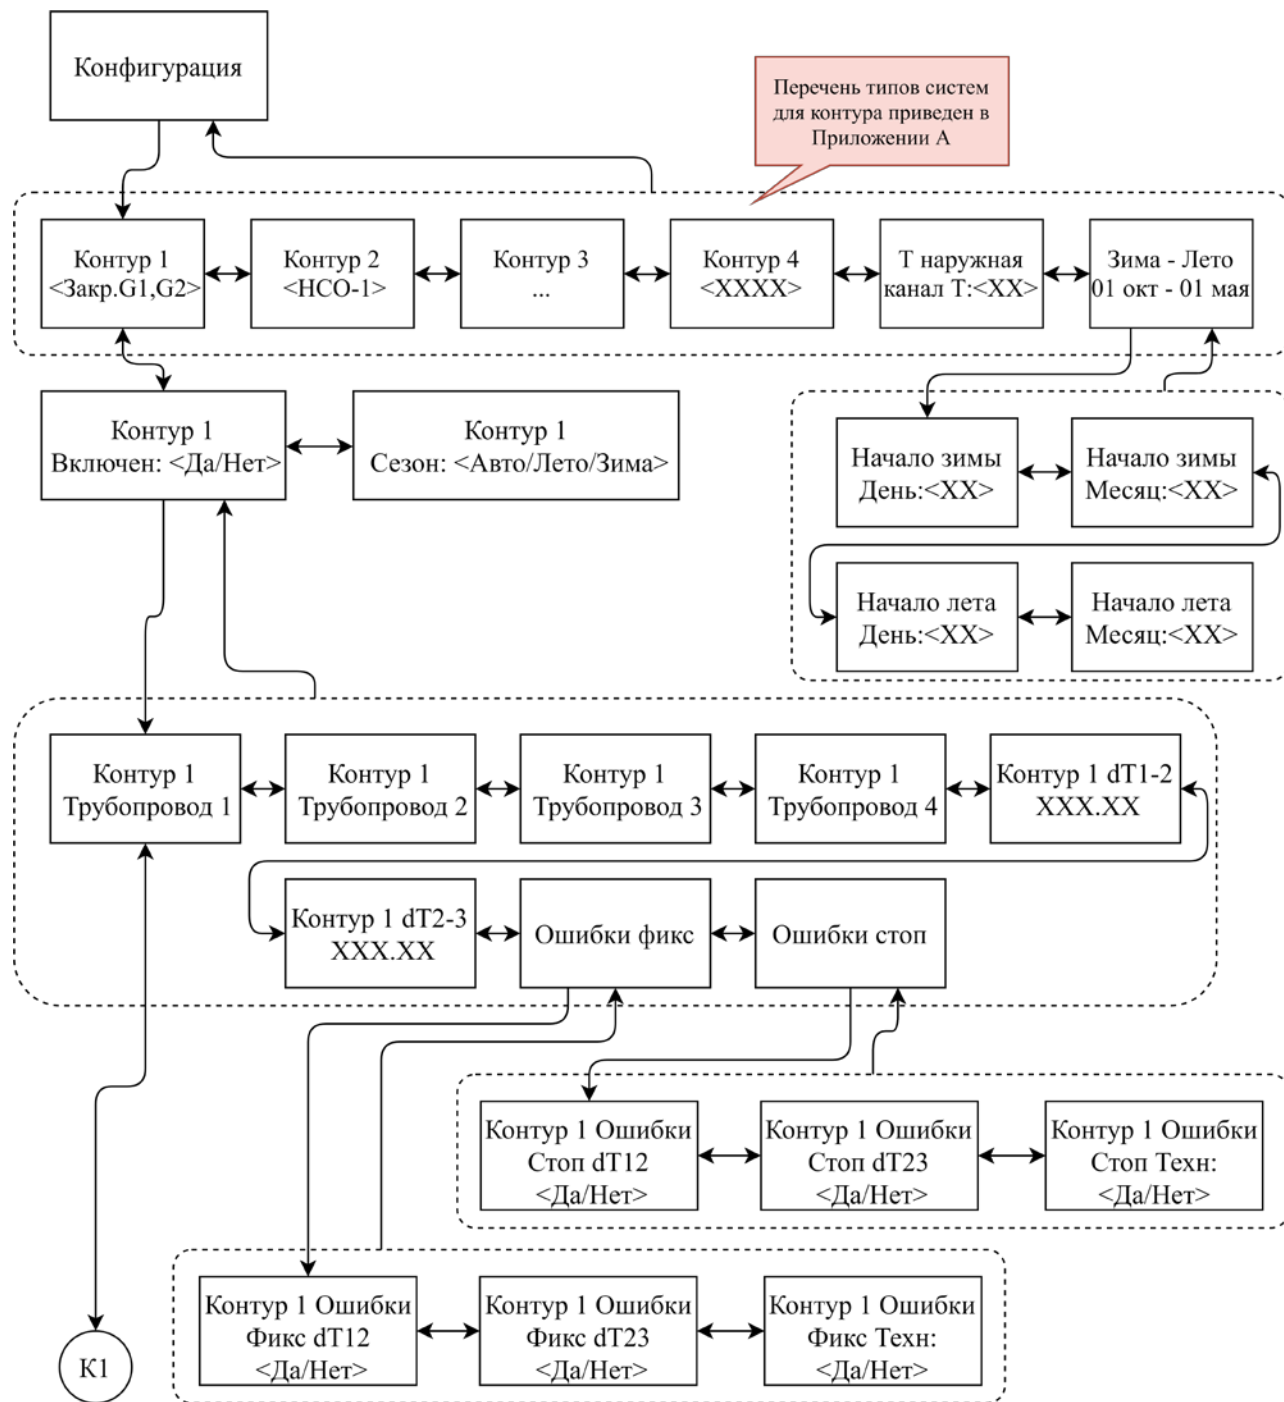 Конфигурация
Перечень типов систем
для контура приведен в
Приложении А
Контур 1
<Закр.G1,G2>
Контур 2
<НСО-1>
Контур 3
...
Контур 4
<XXXX>
Т наружная
канал Т:<XX>
Зима - Лето
01 окт - 01 мая
Контур 1
Включен: <Да/Нет>
Контур 1
Сезон: <Авто/Лето/Зима>
Начало зимы
День:<XX>
Начало зимы
Месяц:<XX>
Начало лета
День:<XX>
Начало лета
Месяц:<XX>
Контур 1
Трубопровод 1
Контур 1
Трубопровод 2
Контур 1
Трубопровод 3
Контур 1
Трубопровод 4
Контур 1 dT1-2
XXX.XX
Контур 1 dT2-3
XXX.XX
Ошибки фикс
Ошибки стоп
Контур 1 Ошибки
Стоп dT12
<Да/Нет>
Контур 1 Ошибки
Стоп dT23
<Да/Нет>
Контур 1 Ошибки
Стоп Техн:
<Да/Нет>
Контур 1 Ошибки
Фикс dT12
<Да/Нет>
Контур 1 Ошибки
Фикс dT23
<Да/Нет>
Контур 1 Ошибки
Фикс Техн:
<Да/Нет>
К1